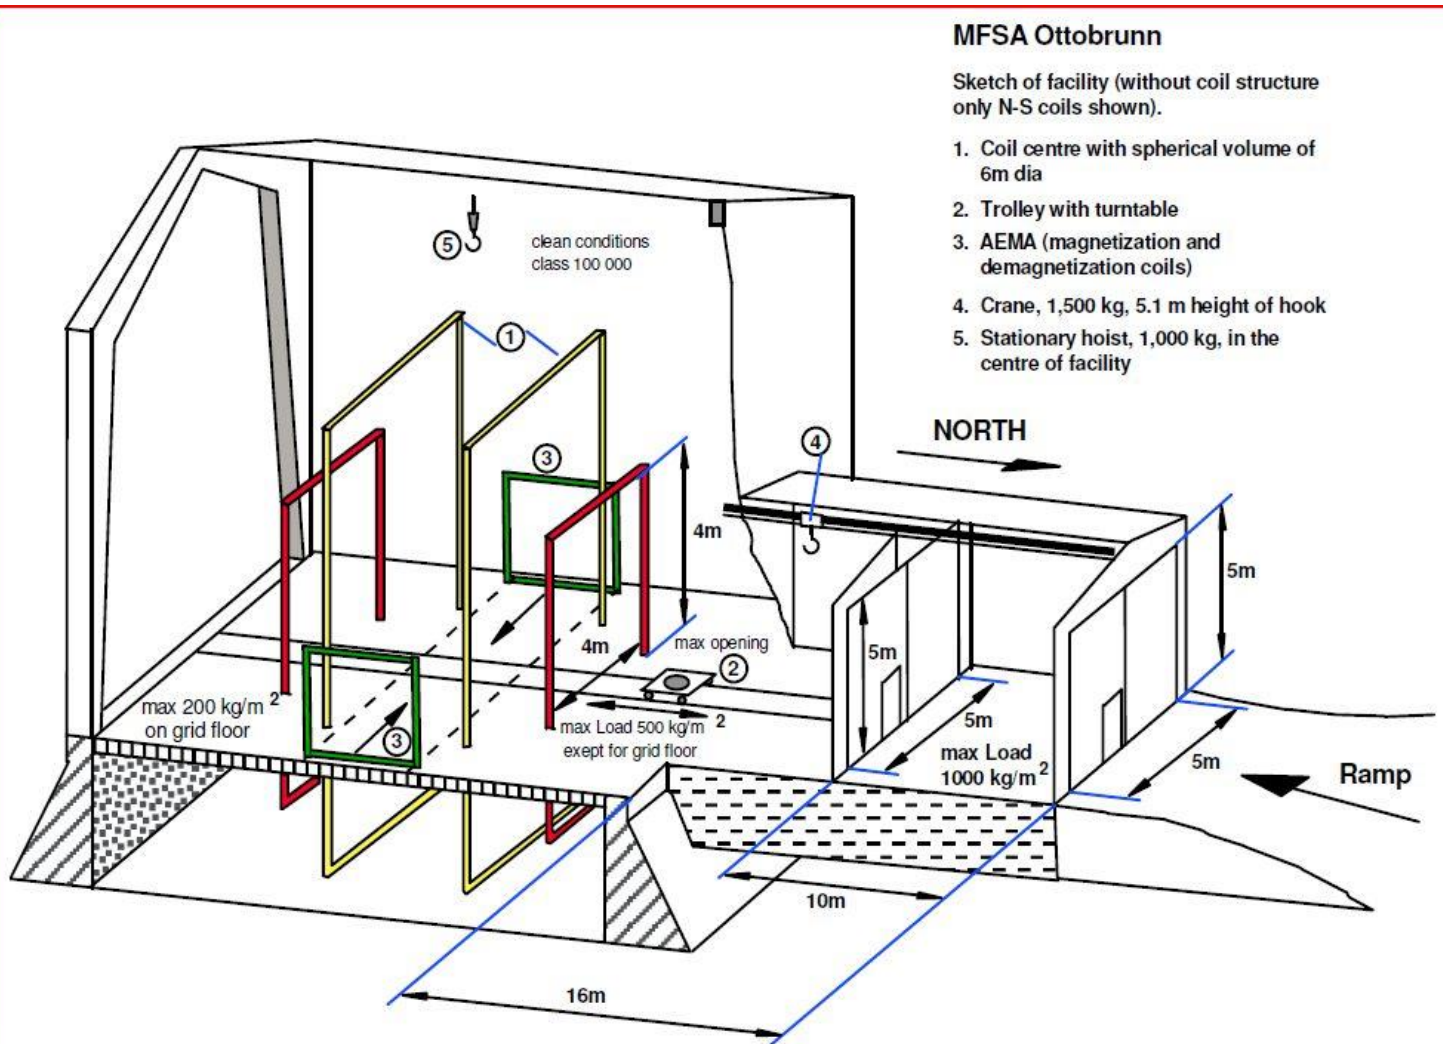 MFSA Ottobrunn
Sketch of facility (without coil structure
only N-S coils shown).
1. Coil centre with spherical volume of
6m dia
2. Trolley with turntable
3. AEMA (magnetization and
demagnetization coils)
4. Crane, 1,500 kg, 5.1 m height of hook
5. Stationary hoist, 1,000 kg, in the
centre of facility
5
clean conditions
class 100 000
1
NORTH
4
3
4m
5m
4m
max opening
2
5m
max 200 kg/m 2
on grid floor
3
max Load 500 kg/m 2
exept for grid floor
5m
max Load
1000 kg/m 2
5m
Ramp
10m
16m